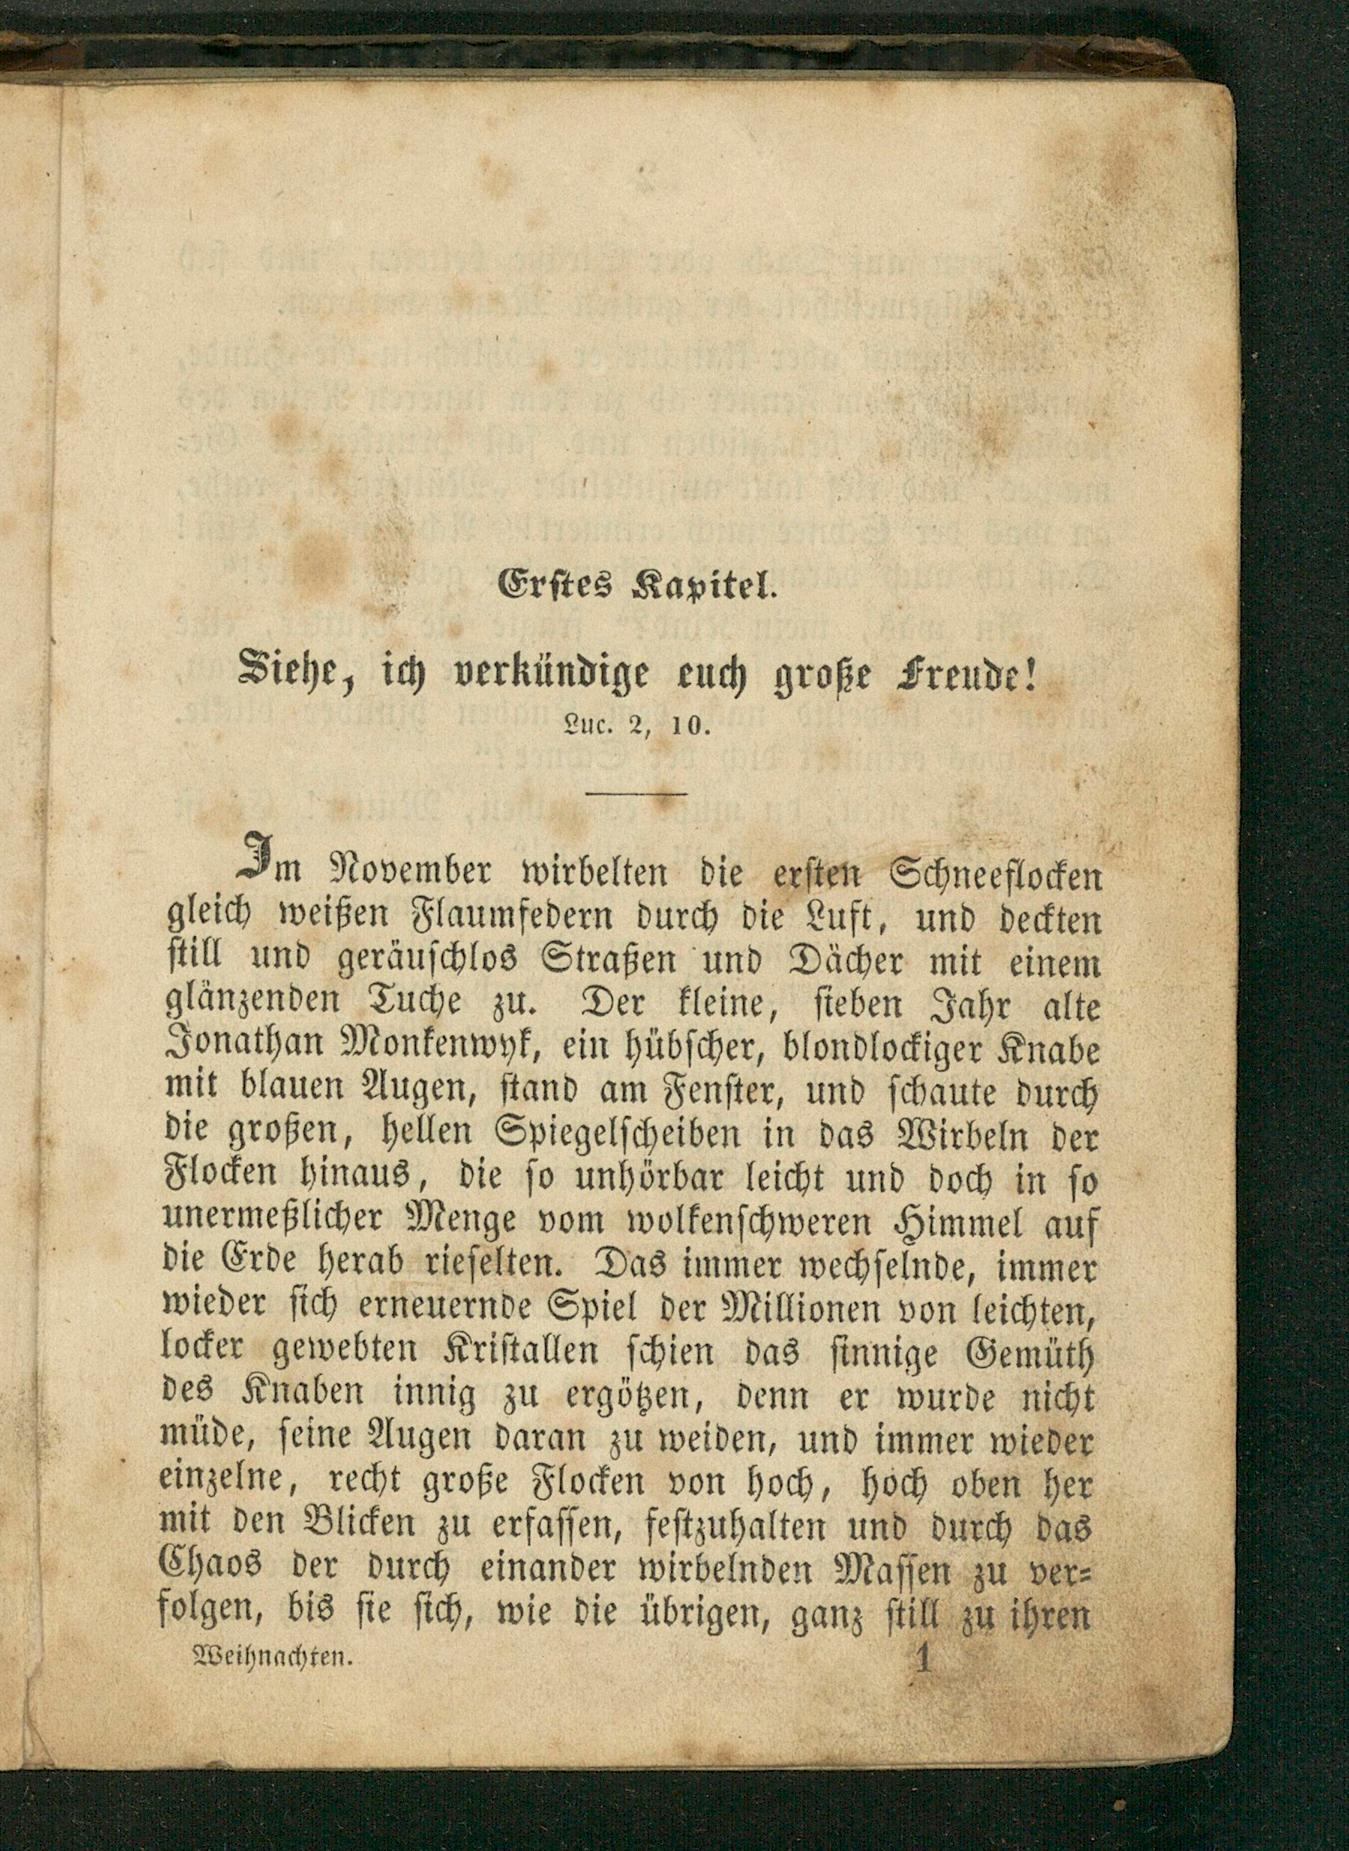 Erstes Kapitel.
Siehe, ich verkündige euch große Freude!
Luc. 2, 10.
Im November wirbelten die ersten Schneeflocken
gleich weißen Flaumfedern durch die Luft, und deckten
still und geräuschlos Straßen und Dächer mit einem
glänzenden Tuche zu. Der kleine, sieben Jahr alte
Jonathan Monkenwyk, ein hübscher, blondlockiger Knabe
mit blauen Augen, stand am Fenster, und schaute durch
die großen, hellen Spiegelscheiben in das Wirbeln der
Flocken hinaus, die so unhörbar leicht und doch in so
unermeßlicher Menge vom wolkenschweren Himmel auf
die Erde herab rieselten. Das immer wechselnde, immer
wieder sich erneuernde Spiel der Millionen von leichten,
locker gewebten Kristallen schien das sinnige Gemüth
des Knaben innig zu ergötzen, denn er wurde nicht
müde, seine Augen daran zu weiden, und immer wieder
einzelne, recht große Flocken von hoch, hoch oben her
mit den Blicken zu erfassen, festzuhalten und durch das
Chaos der durch einander wirbelnden Massen zu ver-
folgen, bis sie sich, wie die übrigen, ganz still zu ihren
Weihnachten. 1